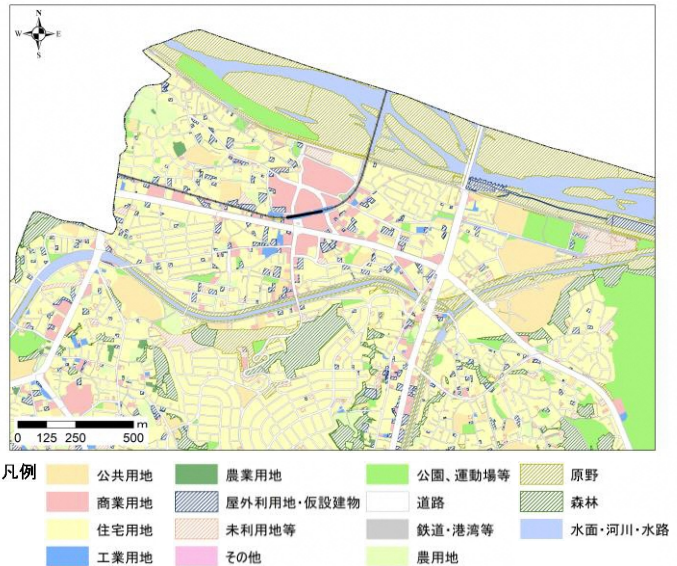 N
W E
S
m
0 125 250 500
凡例
公共用地 農業用地 公園、運動場等 原野
商業用地 屋外利用地・仮設建物 道路 森林
住宅用地 未利用地等 鉄道・港湾等 水面・河川・水路
工業用地 その他 農用地